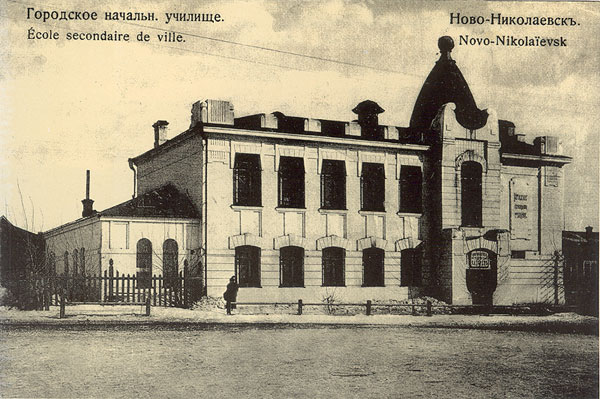 Городское начальн. училище.
École secondaire de ville.
Ново-Николаевскъ.
Novo-Nikolaïevsk